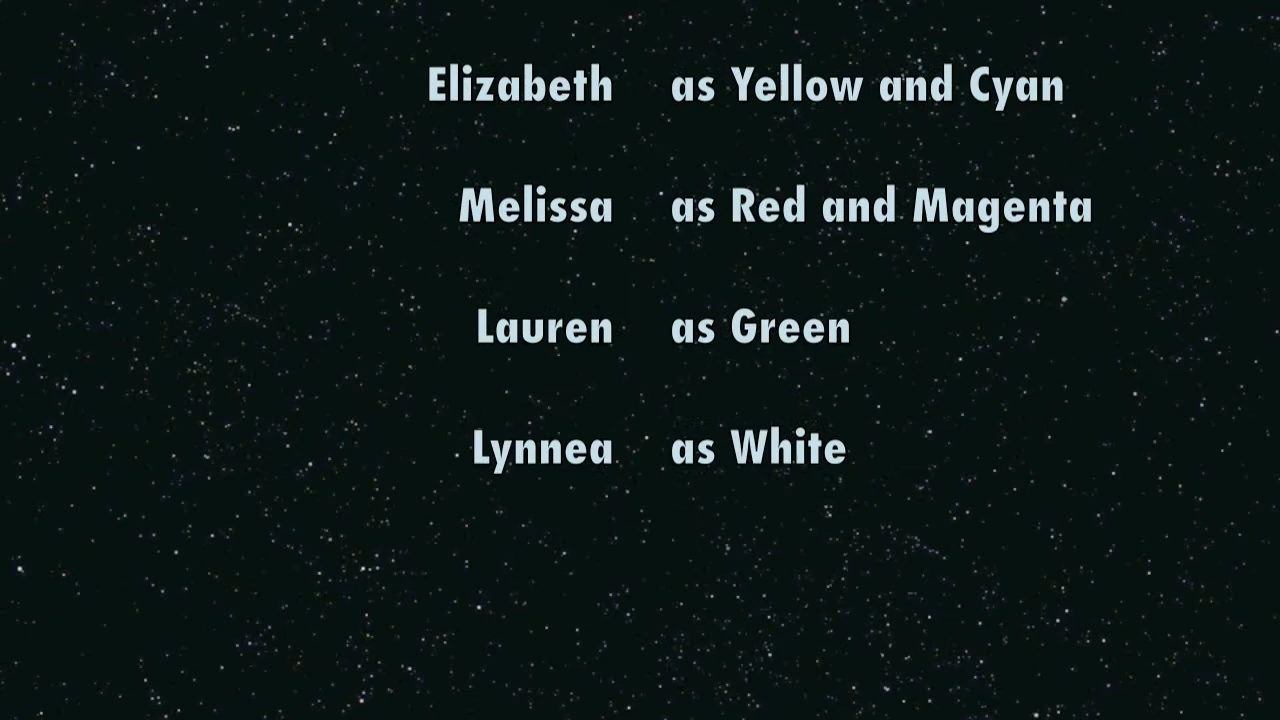 Elizabeth as Yellow and Cyan
Melissa as Red and Magenta
Lauren as Green
Lynnea as White